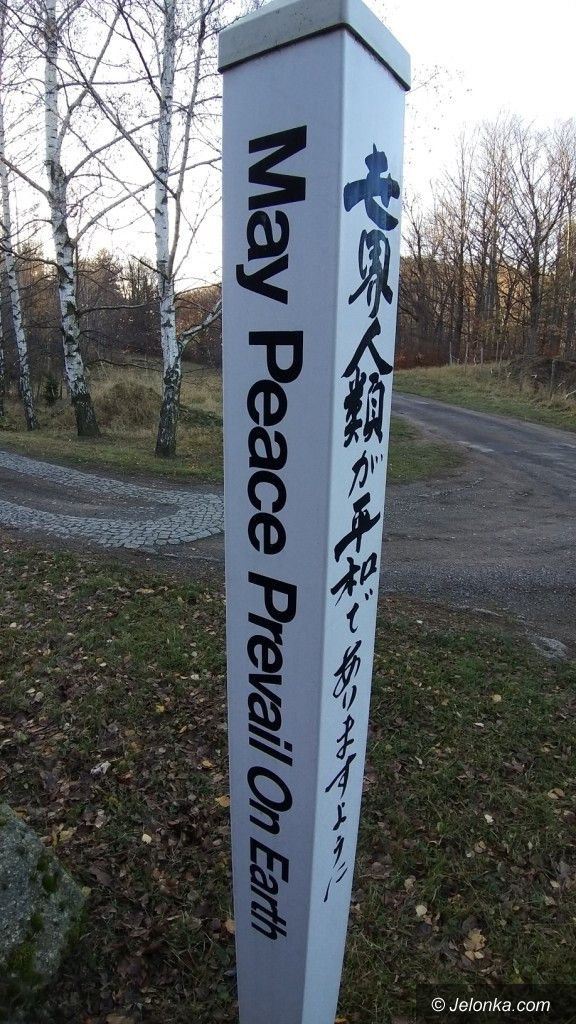 May Peace Prevail On Earth
世界人類が平和でありますように
© Jelonka.com